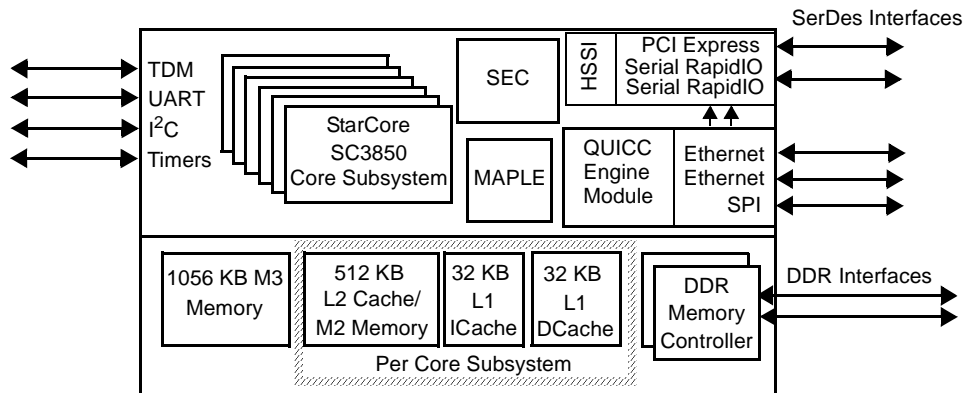 SerDes Interfaces
TDM
UART
I²C
Timers
StarCore
SC3850
Core Subsystem
SEC
HSSI
PCI Express
Serial RapidIO
Serial RapidIO
MAPLE
QUICC
Engine
Module
Ethernet
Ethernet
SPI
1056 KB M3
Memory
512 KB
L2 Cache/
M2 Memory
32 KB
L1
ICache
32 KB
L1
DCache
Per Core Subsystem
DDR
Memory
Controller
DDR Interfaces